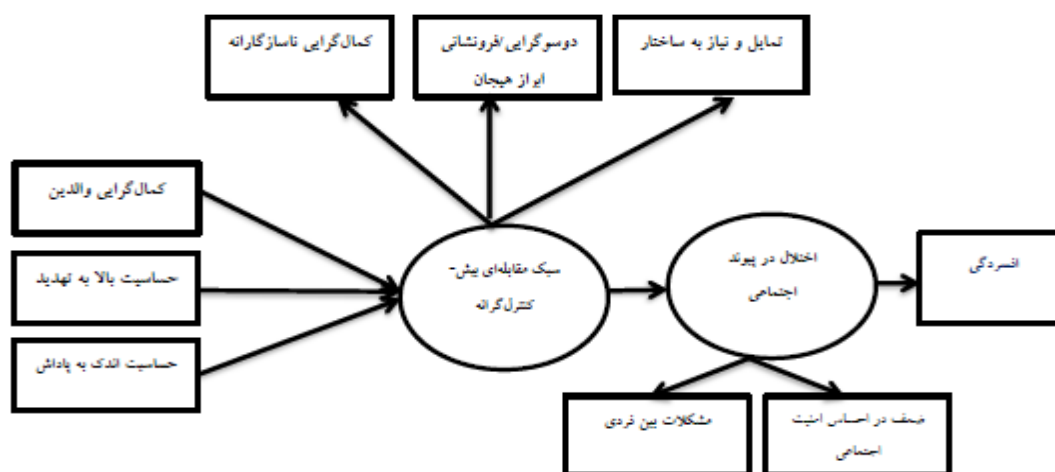 تمایل و نیاز به ساختار
دوسوگرایی/فرونشانی
ابراز هیجان
کمال‌گرایی ناسازگارانه
کمال‌گرایی والدین
حساسیت بالا به تهدید
حساسیت اندک به پاداش
سبک مقابله‌ای بیش-
کنترل‌گرانه
اختلال در پیوند
اجتماعی
افسردگی
مشکلات بین فردی
ضعف در احساس امنیت
اجتماعی